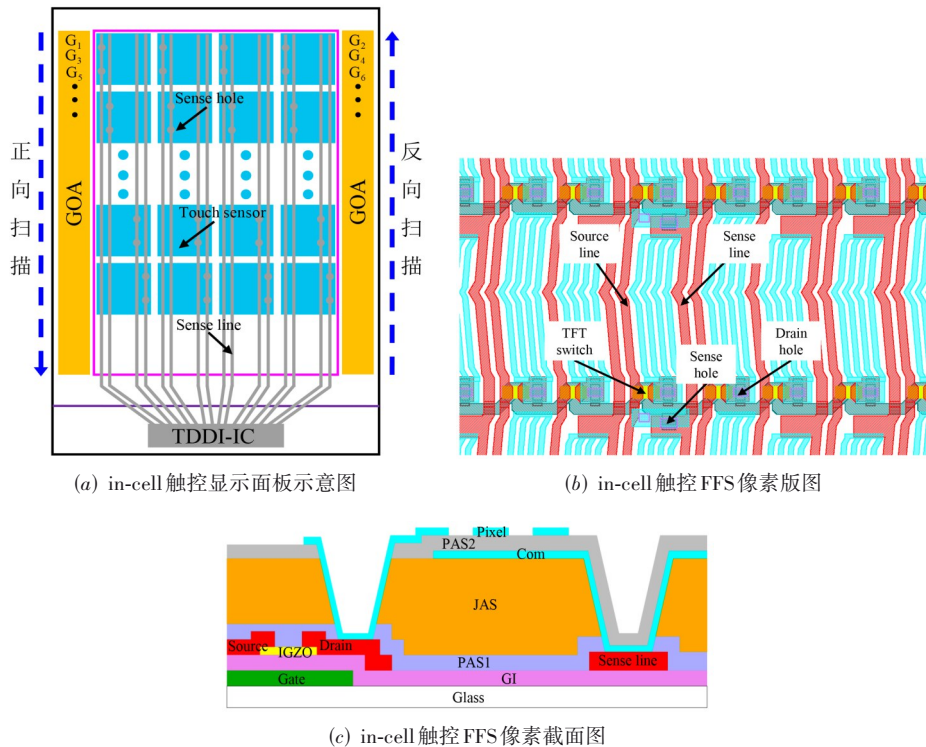 G₁
G₃
G₅
GOA
正向扫描
G₂
G₄
G₆
GOA
反向扫描
Sense hole
Touch sensor
Sense line
TDDI-IC
(a) in-cell触控显示面板示意图
Source line
Sense line
TFT switch
Sense hole
Drain hole
(b) in-cell触控FFS像素版图
Pixel
PAS2
Com
JAS
Source
Drain
IGZO
PAS1
Sense line
Gate
GI
Glass
(c) in-cell触控FFS像素截面图